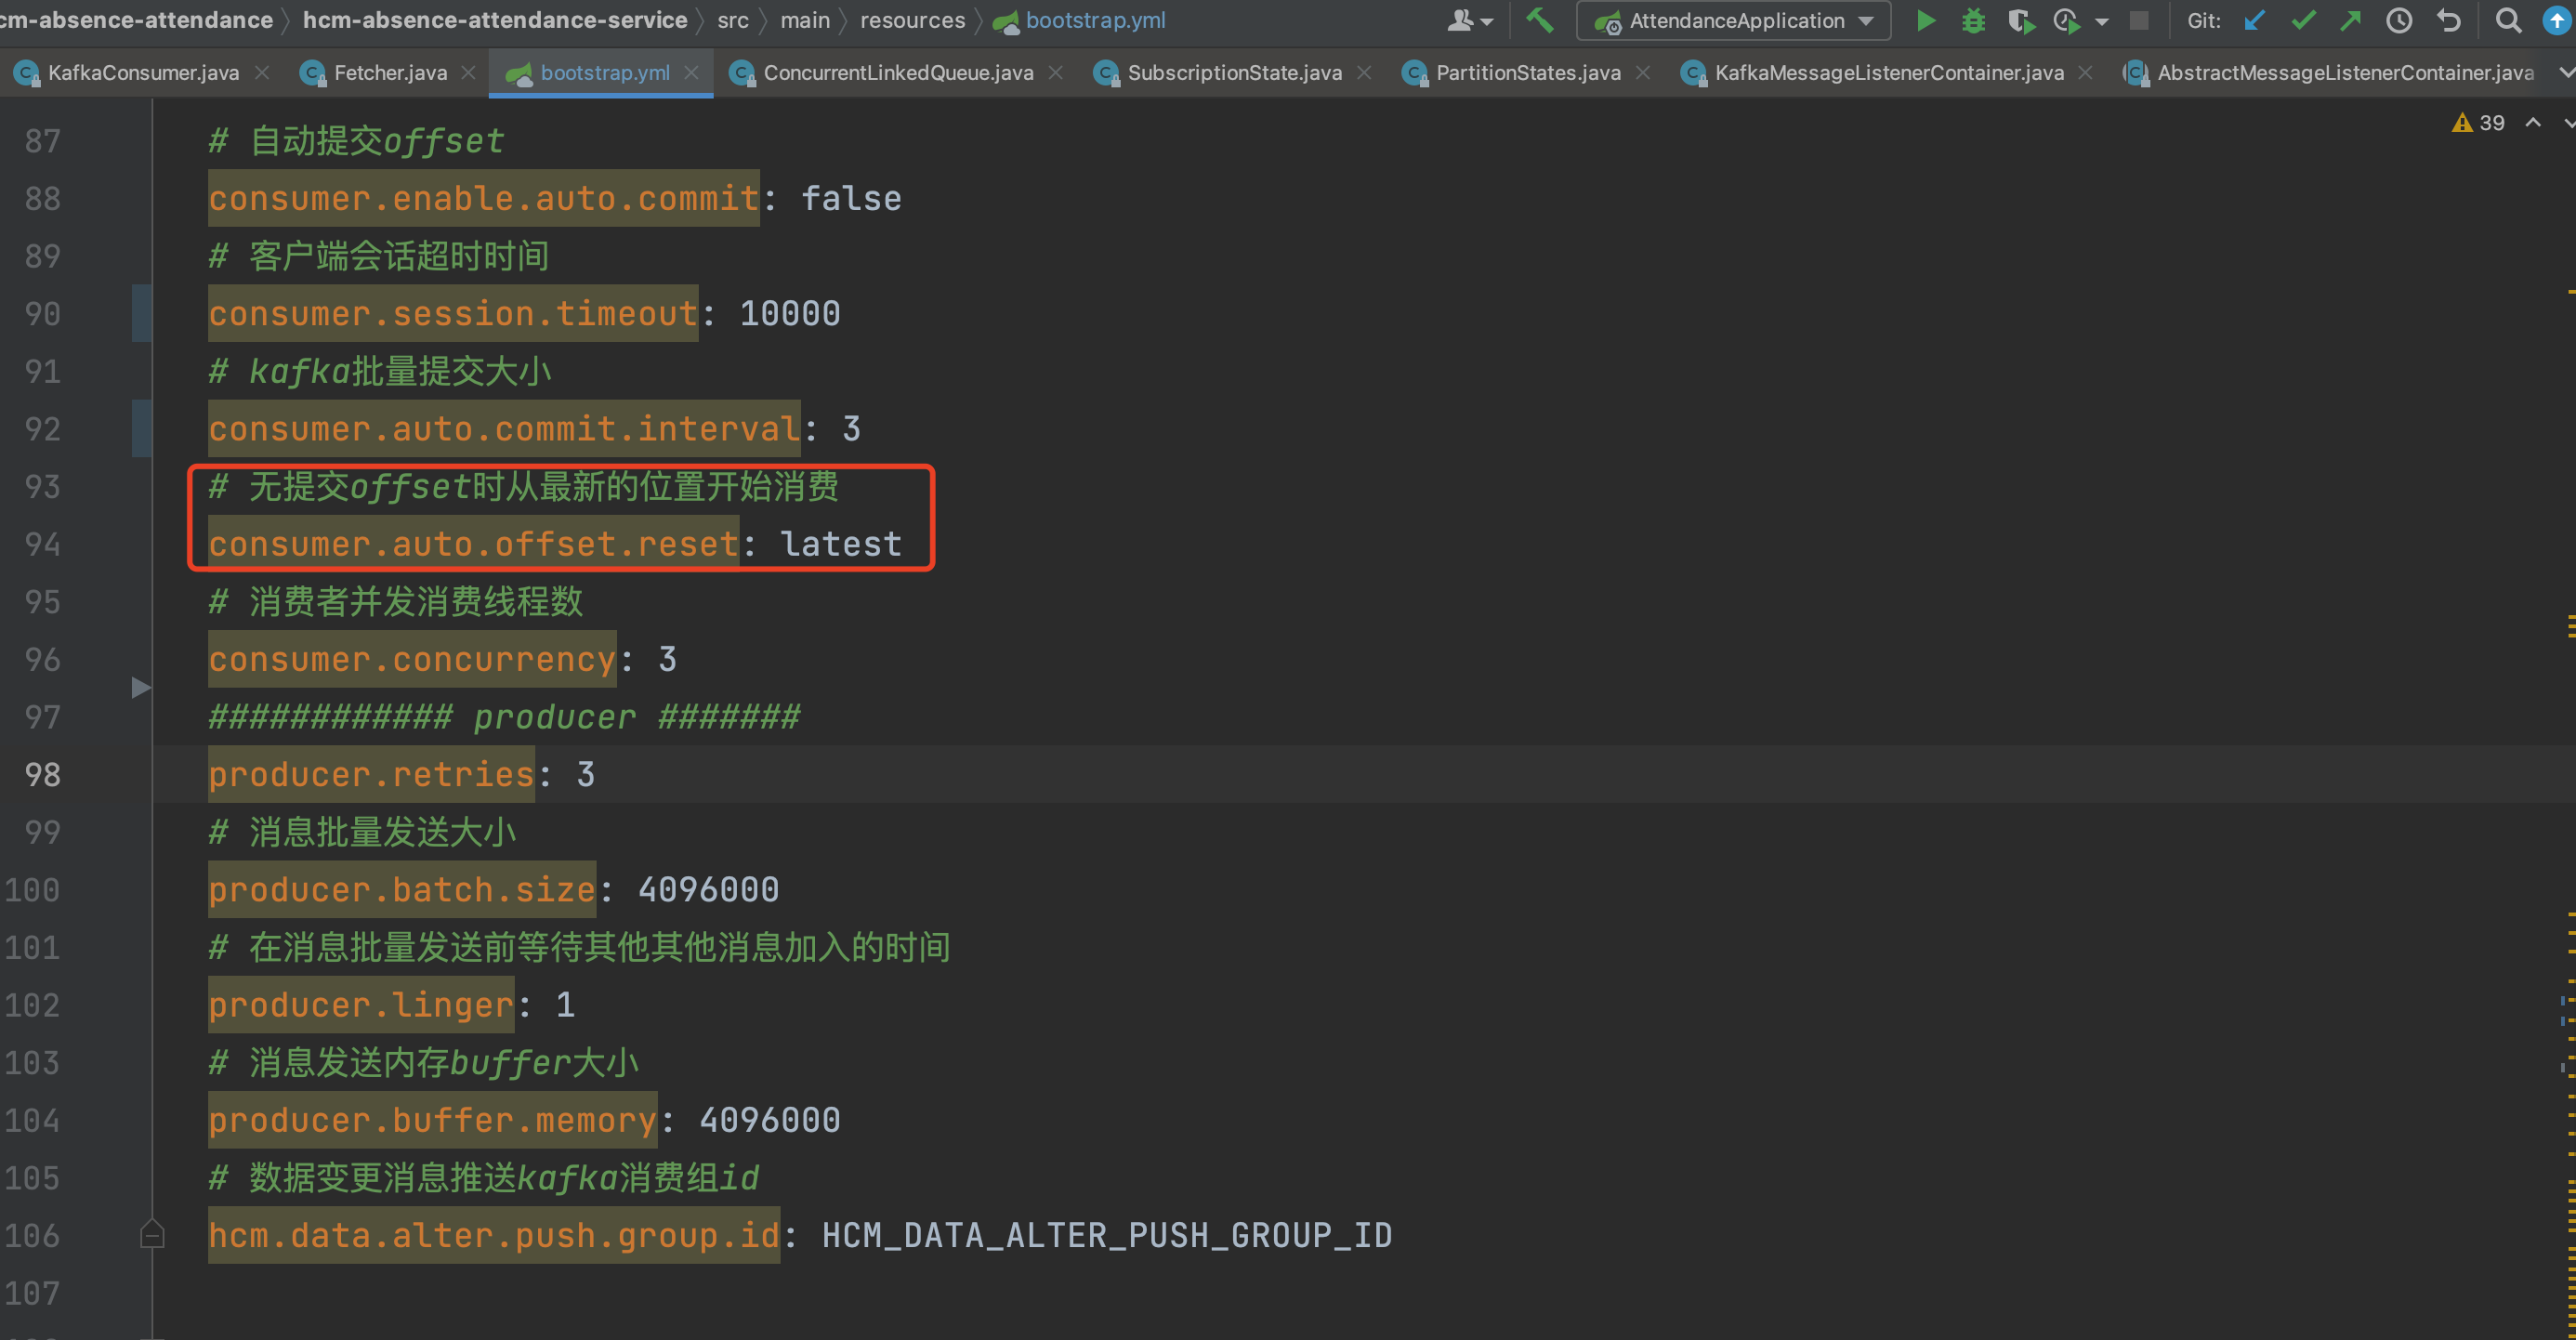 cm-absence-attendance hcm-absence-attendance-service src main resources bootstrap.yml AttendanceApplication Git:
KafkaConsumer.java Fetcher.java bootstrap.yml ConcurrentLinkedQueue.java SubscriptionState.java PartitionStates.java KafkaMessageListenerContainer.java AbstractMessageListenerContainer.java
39
87 # 自动提交offset
88 consumer.enable.auto.commit: false
89 # 客户端会话超时时间
90 consumer.session.timeout: 10000
91 # kafka批量提交大小
92 consumer.auto.commit.interval: 3
93 # 无提交offset时从最新的位置开始消费
94 consumer.auto.offset.reset: latest
95 # 消费者并发消费线程数
96 consumer.concurrency: 3
97 ############ producer #######
98 producer.retries: 3
99 # 消息批量发送大小
100 producer.batch.size: 4096000
101 # 在消息批量发送前等待其他其他消息加入的时间
102 producer.linger: 1
103 # 消息发送内存buffer大小
104 producer.buffer.memory: 4096000
105 # 数据变更消息推送kafka消费组id
106 hcm.data.alter.push.group.id: HCM_DATA_ALTER_PUSH_GROUP_ID
107